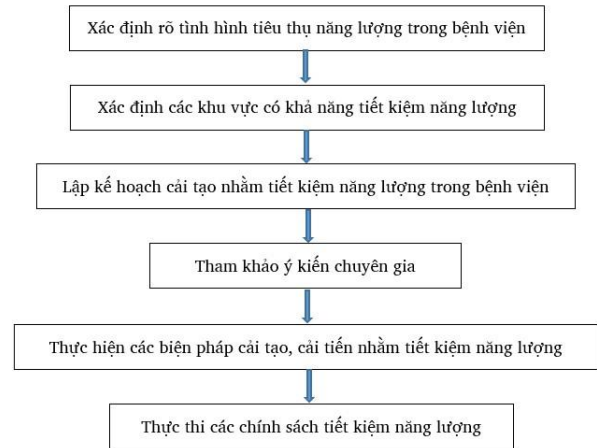 Xác định rõ tình hình tiêu thụ năng lượng trong bệnh viện
Xác định các khu vực có khả năng tiết kiệm năng lượng
Lập kế hoạch cải tạo nhằm tiết kiệm năng lượng trong bệnh viện
Tham khảo ý kiến chuyên gia
Thực hiện các biện pháp cải tạo, cải tiến nhằm tiết kiệm năng lượng
Thực thi các chính sách tiết kiệm năng lượng